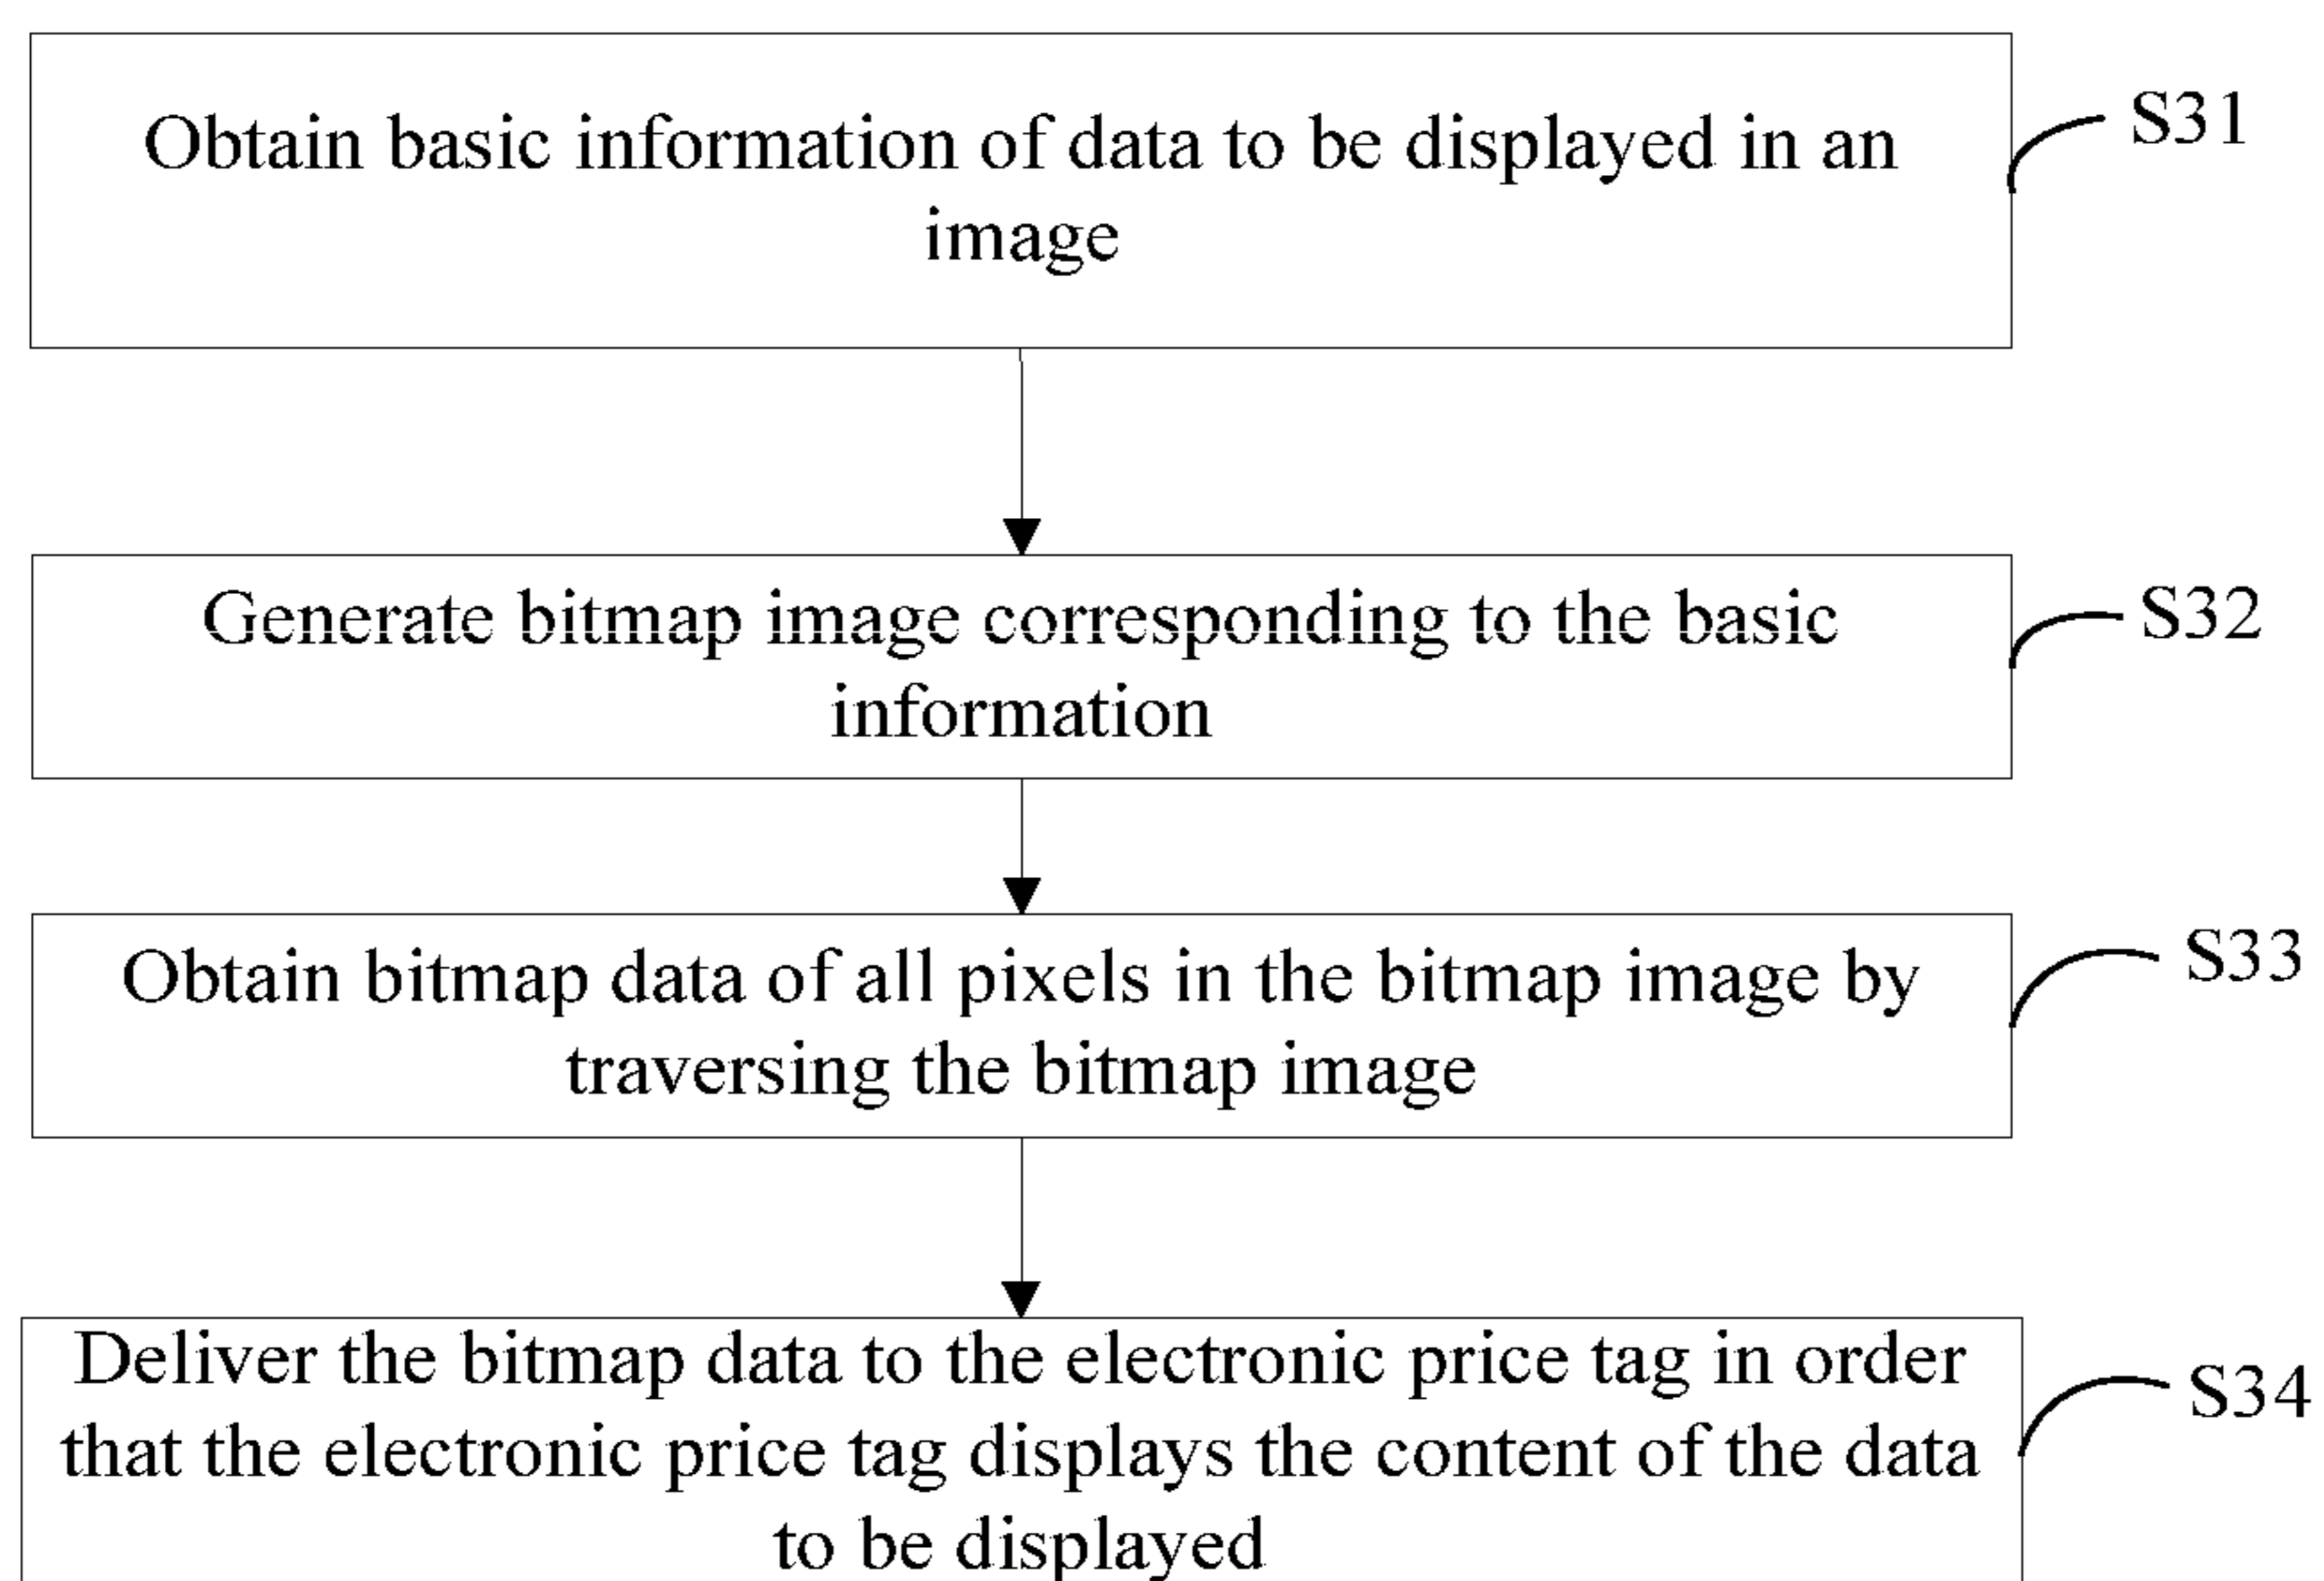 Obtain basic information of data to be displayed in an
image
S31
Generate bitmap image corresponding to the basic
information
S32
Obtain bitmap data of all pixels in the bitmap image by
traversing the bitmap image
S33
Deliver the bitmap data to the electronic price tag in order
that the electronic price tag displays the content of the data
to be displayed
S34